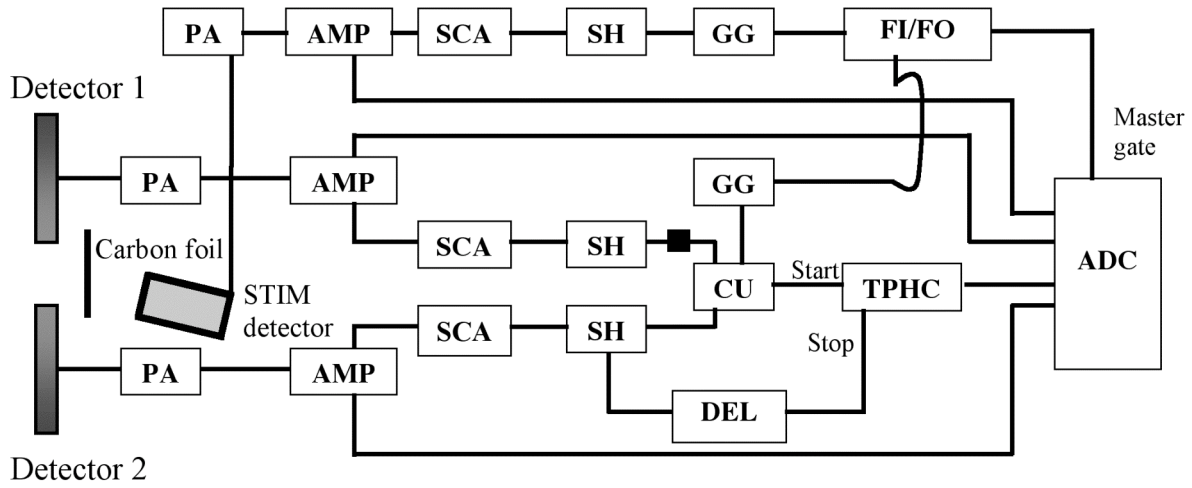 PA
AMP
SCA
SH
GG
FI/FO
Detector 1
Master
gate
PA
AMP
GG
Carbon foil
SCA
SH
ADC
STIM
detector
CU
Start
TPHC
SCA
SH
Stop
PA
AMP
DEL
Detector 2